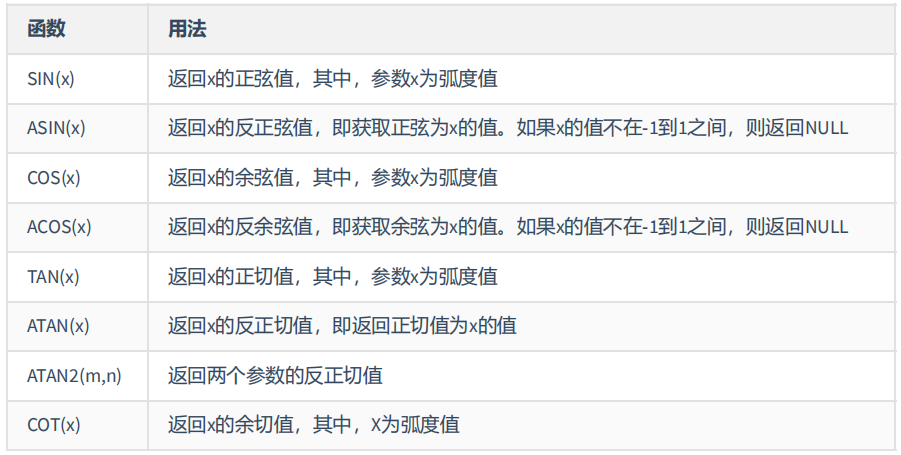 函数 用法
SIN(x) 返回x的正弦值，其中，参数x为弧度值
ASIN(x) 返回x的反正弦值，即获取正弦为x的值。如果x的值不在-1到1之间，则返回NULL
COS(x) 返回x的余弦值，其中，参数x为弧度值
ACOS(x) 返回x的反余弦值，即获取余弦为x的值。如果x的值不在-1到1之间，则返回NULL
TAN(x) 返回x的正切值，其中，参数x为弧度值
ATAN(x) 返回x的反正切值，即返回正切值为x的值
ATAN2(m,n) 返回两个参数的反正切值
COT(x) 返回x的余切值，其中，X为弧度值